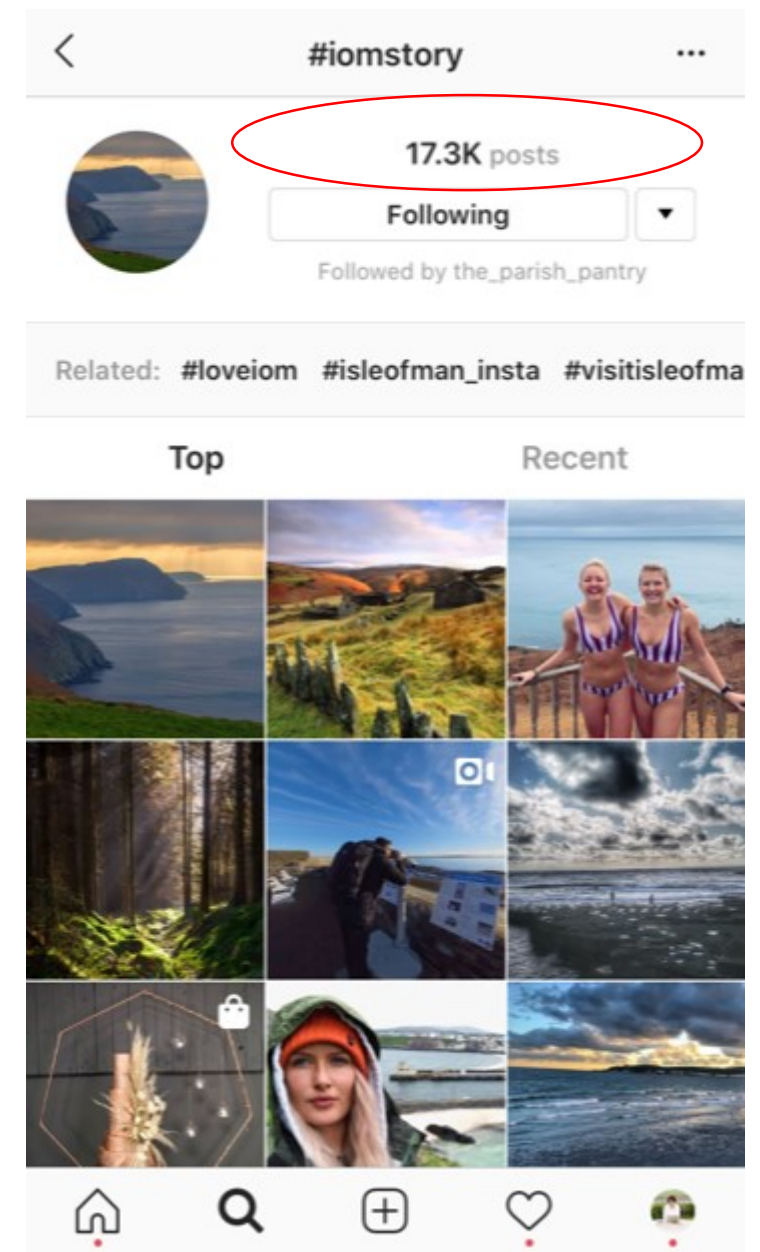 #iomstory
17.3K posts
Following
Followed by the_parish_pantry
Related: #loveiom #isleofman_insta #visitisleofma
Top Recent